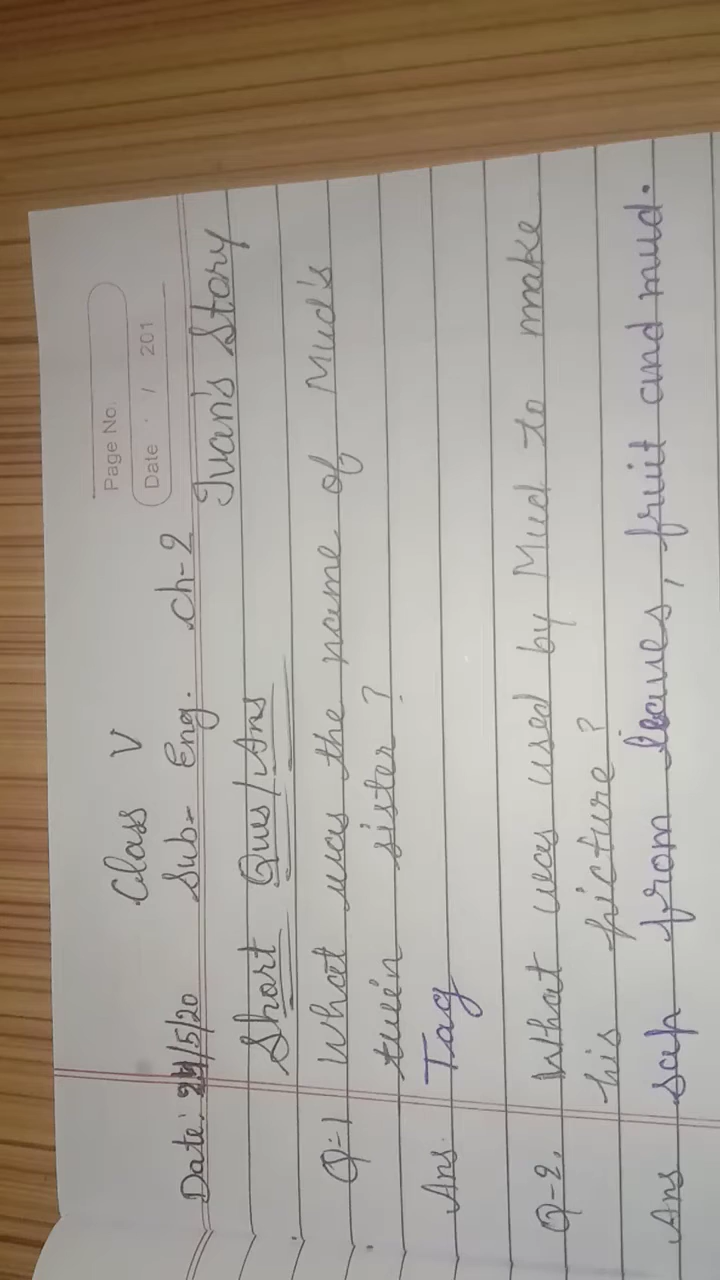 Page No.
Date / / 201
Class V
Date: 24/5/20 Sub- Eng. Ch-2
Ivan's Story
Short Ques/Ans
Q-1 What was the name of Mud's
twin sister?
Ans. Tag
Q-2. What was used by Mud to make
his picture?
Ans sap from leaves, fruit and mud.